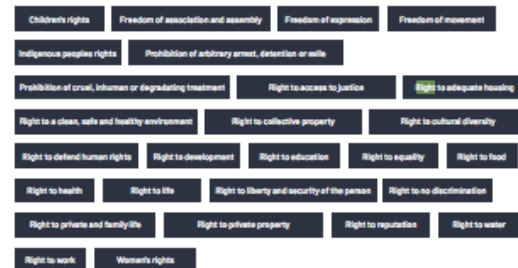 Children's rights Freedom of association and assembly Freedom of expression Freedom of movement
Indigenous peoples rights Prohibition of arbitrary arrest, detention or exile
Prohibition of cruel, inhuman or degrading treatment Right to access to justice Right to adequate housing
Right to a clean, safe and healthy environment Right to collective property Right to cultural diversity
Right to defend human rights Right to development Right to education Right to equality Right to food
Right to health Right to life Right to liberty and security of the person Right to no discrimination
Right to private and family life Right to private property Right to reputation Right to water
Right to work Women's rights